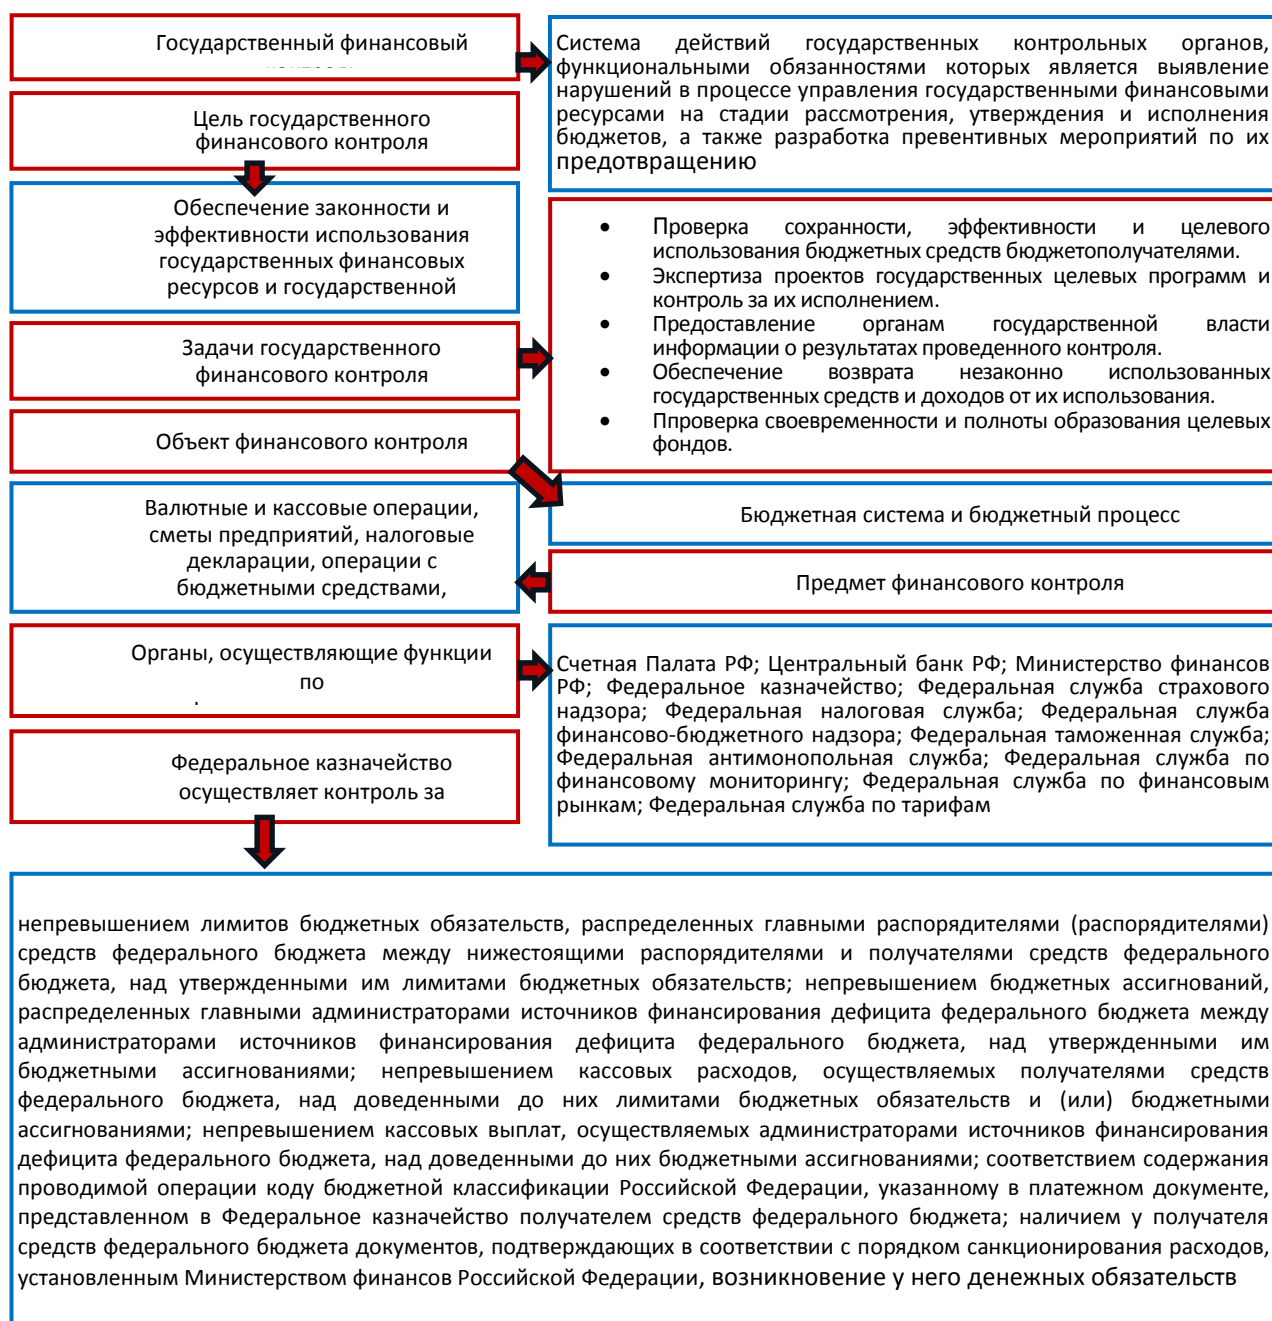 Государственный финансовый
Система действий государственных контрольных органов,
функциональными обязанностями которых является выявление
нарушений в процессе управления государственными финансовыми
ресурсами на стадии рассмотрения, утверждения и исполнения
бюджетов, а также разработка превентивных мероприятий по их
предотвращению
Цель государственного
финансового контроля
Обеспечение законности и
эффективности использования
государственных финансовых
ресурсов и государственной
Задачи государственного
финансового контроля
• Проверка сохранности, эффективности и целевого
использования бюджетных средств бюджетополучателями.
• Экспертиза проектов государственных целевых программ и
контроль за их исполнением.
• Предоставление органам государственной власти
информации о результатах проведенного контроля.
• Обеспечение возврата незаконно использованных
государственных средств и доходов от их использования.
• Ппроверка своевременности и полноты образования целевых
фондов.
Объект финансового контроля
Бюджетная система и бюджетный процесс
Предмет финансового контроля
Валютные и кассовые операции,
сметы предприятий, налоговые
декларации, операции с
бюджетными средствами,
Органы, осуществляющие функции
по
Счетная Палата РФ; Центральный банк РФ; Министерство финансов
РФ; Федеральное казначейство; Федеральная служба страхового
надзора; Федеральная налоговая служба; Федеральная служба
финансово-бюджетного надзора; Федеральная таможенная служба;
Федеральная антимонопольная служба; Федеральная служба по
финансовому мониторингу; Федеральная служба по финансовым
рынкам; Федеральная служба по тарифам
Федеральное казначейство
осуществляет контроль за
непревышением лимитов бюджетных обязательств, распределенных главными распорядителями (распорядителями)
средств федерального бюджета между нижестоящими распорядителями и получателями средств федерального
бюджета, над утвержденными им лимитами бюджетных обязательств; непревышением бюджетных ассигнований,
распределенных главными администраторами источников финансирования дефицита федерального бюджета между
администраторами источников финансирования дефицита федерального бюджета, над утвержденными им
бюджетными ассигнованиями; непревышением кассовых расходов, осуществляемых получателями средств
федерального бюджета, над доведенными до них лимитами бюджетных обязательств и (или) бюджетными
ассигнованиями; непревышением кассовых выплат, осуществляемых администраторами источников финансирования
дефицита федерального бюджета, над доведенными до них бюджетными ассигнованиями; соответствием содержания
проводимой операции коду бюджетной классификации Российской Федерации, указанному в платежном документе,
представленном в Федеральное казначейство получателем средств федерального бюджета; наличием у получателя
средств федерального бюджета документов, подтверждающих в соответствии с порядком санкционирования расходов,
установленным Министерством финансов Российской Федерации, возникновение у него денежных обязательств